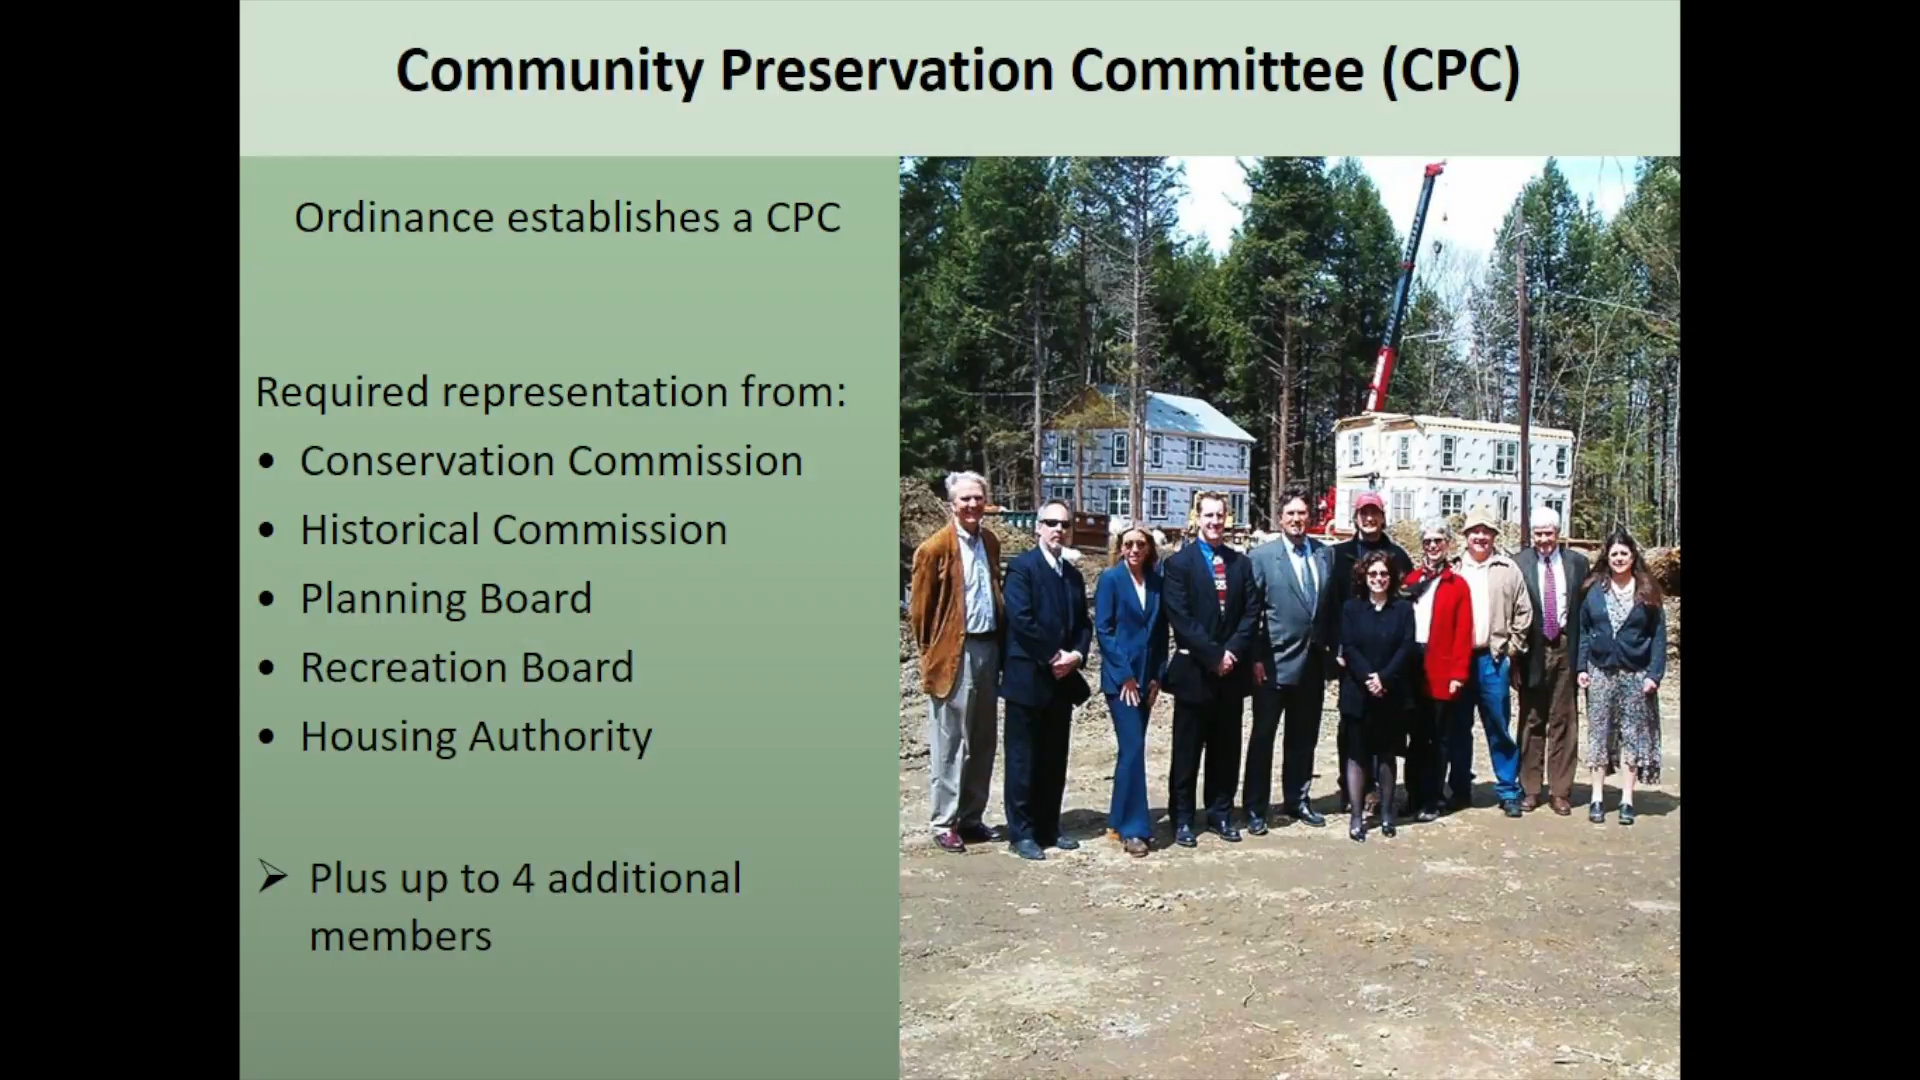 Community Preservation Committee (CPC)
Ordinance establishes a CPC
Required representation from:
• Conservation Commission
• Historical Commission
• Planning Board
• Recreation Board
• Housing Authority
➢ Plus up to 4 additional
members